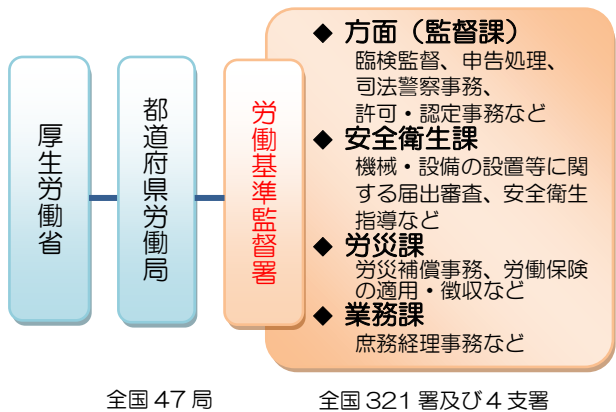 厚生労働省
都道府県労働局
労働基準監督署
◆ 方面（監督課）
臨検監督、申告処理、
司法警察事務、
許可・認定事務など
◆ 安全衛生課
機械・設備の設置等に関
する届出審査、安全衛生
指導など
◆ 労災課
労災補償事務、労働保険
の適用・徴収など
◆ 業務課
庶務経理事務など
全国 47 局
全国 321 署及び 4 支署